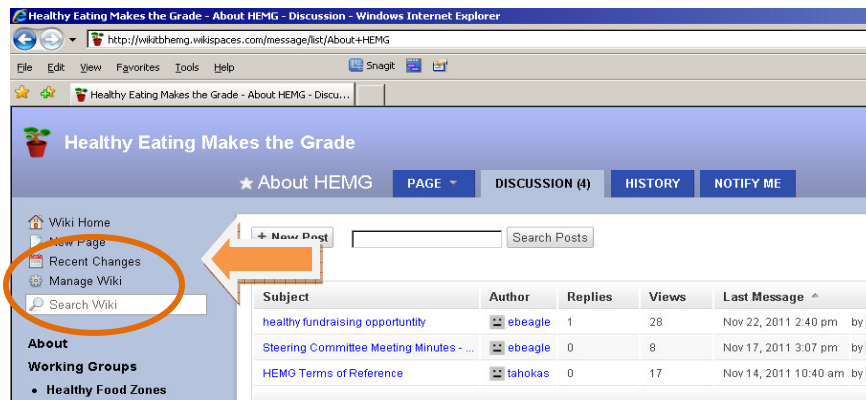 Healthy Eating Makes the Grade - About HEMG - Discussion - Windows Internet Explorer
http://wikitbhemg.wikispaces.com/message/list/About+HEMG
File Edit View Favorites Tools Help Snagit
Healthy Eating Makes the Grade - About HEMG - Discu...
Healthy Eating Makes the Grade
About HEMG PAGE DISCUSSION (4) HISTORY NOTIFY ME
Wiki Home
New Page
+ New Post Search Posts
Recent Changes
Manage Wiki
Search Wiki
Subject Author Replies Views Last Message
healthy fundraising opportuntity ebeagle 1 28 Nov 22, 2011 2:40 pm by
Steering Committee Meeting Minutes - ... ebeagle 0 8 Nov 17, 2011 3:07 pm by
HEMG Terms of Reference tahokas 0 17 Nov 14, 2011 10:40 am by
About
Working Groups
• Healthy Food Zones